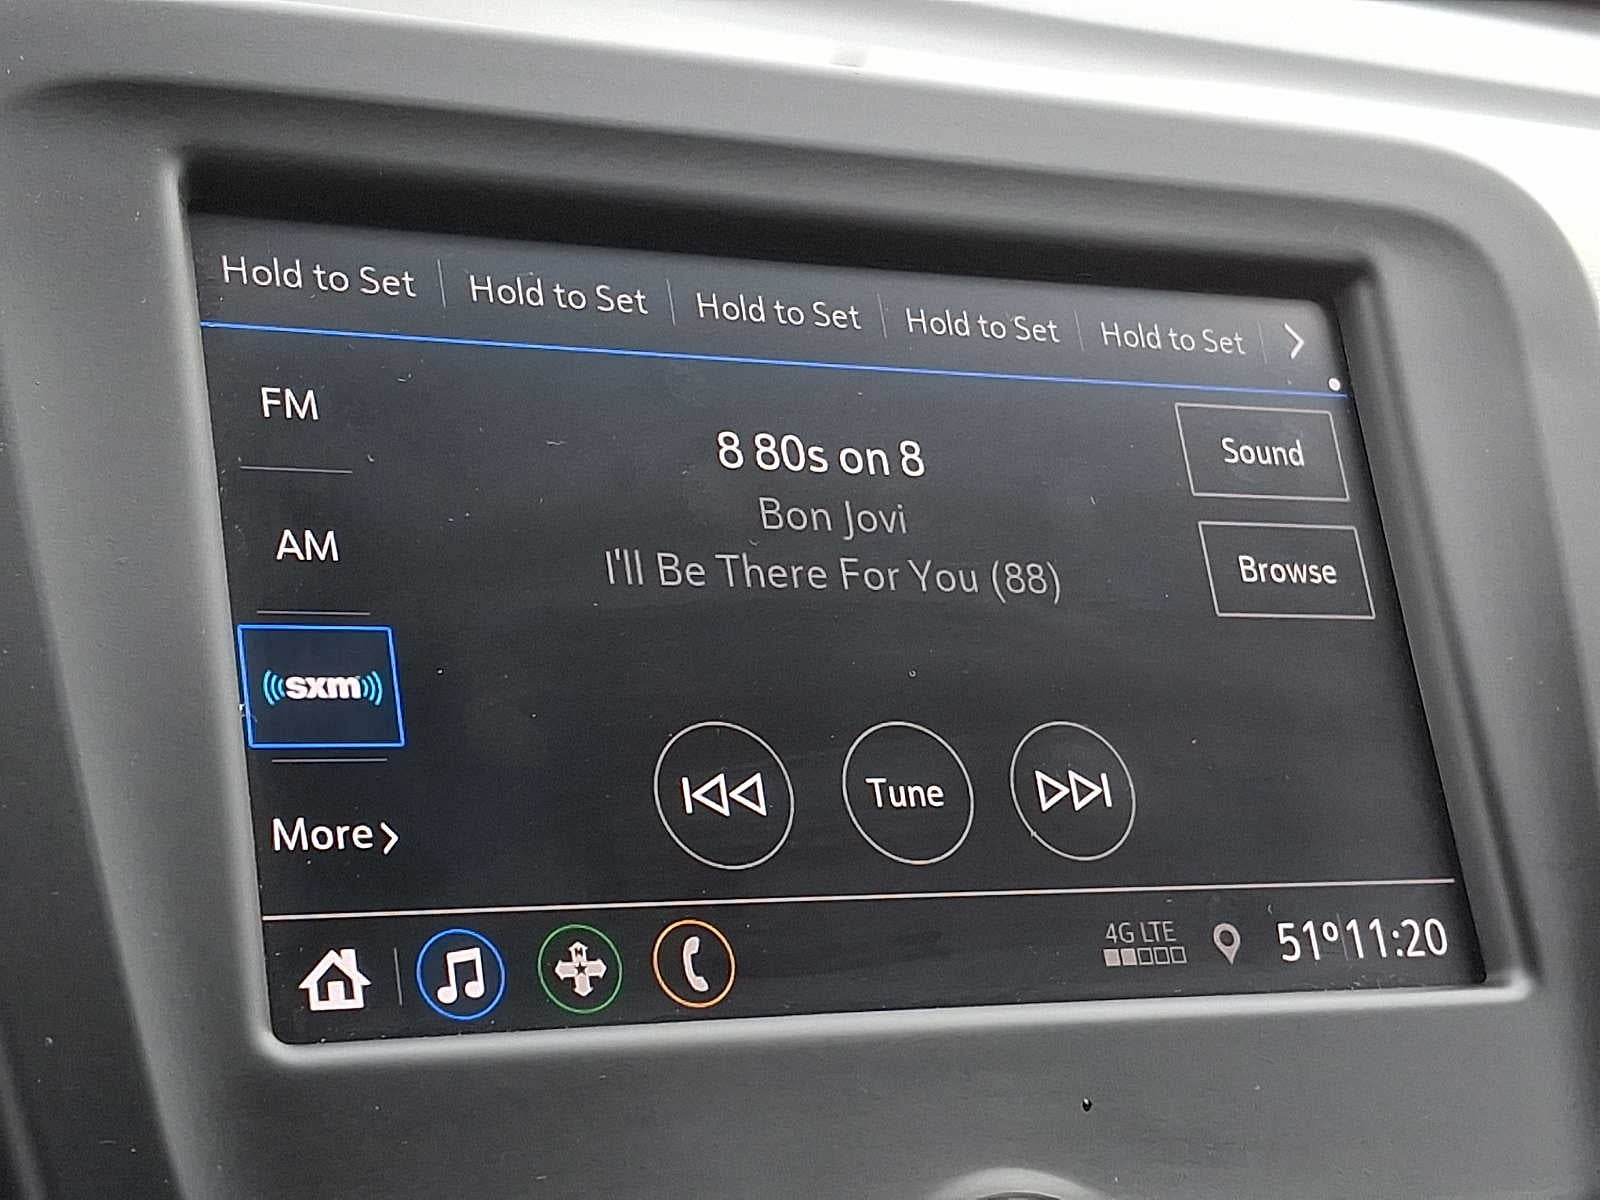 Hold to Set Hold to Set Hold to Set Hold to Set Hold to Set
FM
8 80s on 8
Sound
Bon Jovi
AM
I'll Be There For You (88)
Browse
sxm
Tune
More
N
4G LTE
51° 11:20